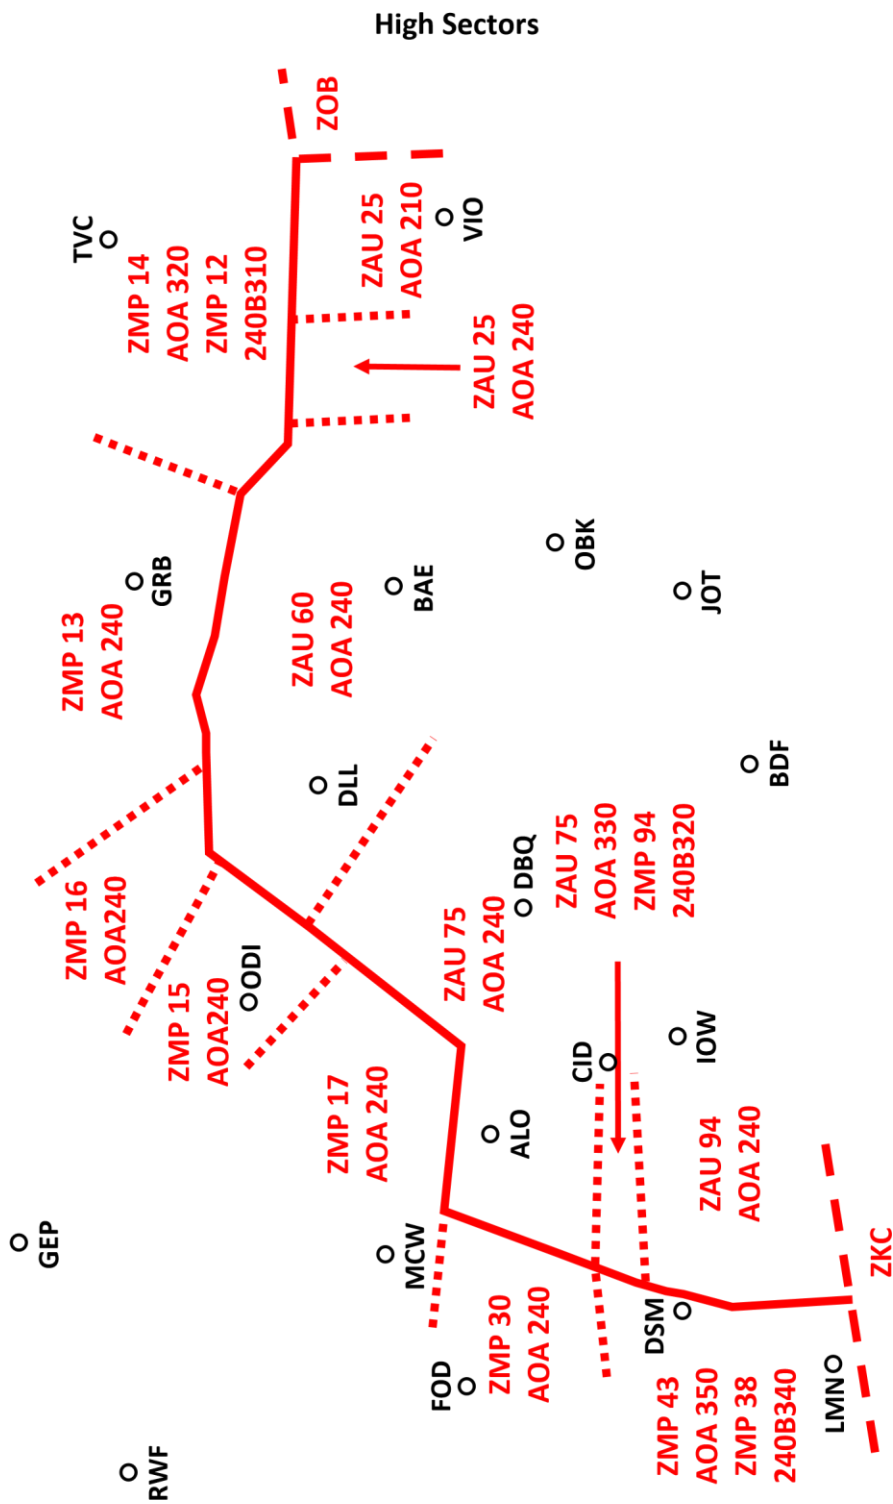 High Sectors
ZOB
TVC
ZMP 14
AOA 320
ZMP 12
240B310
ZAU 25
AOA 210
VIO
ZAU 25
AOA 240
GRB
ZMP 13
AOA 240
ZAU 60
AOA 240
BAE
OBK
JOT
BDF
DLL
ZMP 16
AOA240
ZMP 15
AOA240
ODI
ZAU 75
AOA 240
DBQ
ZAU 75
AOA 330
ZMP 94
240B320
ZMP 17
AOA 240
ALO
CID
IOW
ZAU 94
AOA 240
GEP
MCW
FOD
ZMP 30
AOA 240
DSM
ZMP 43
AOA 350
ZMP 38
240B340
LMN
ZKC
RWF